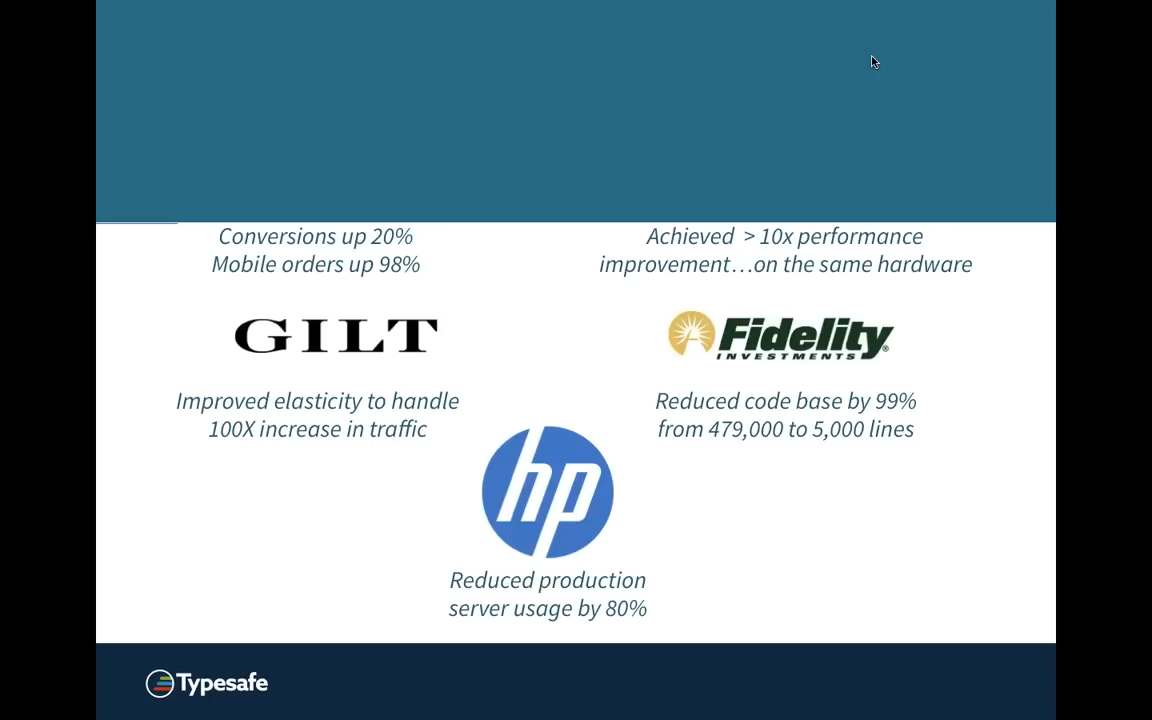 Conversions up 20%
Mobile orders up 98%
Achieved > 10x performance
improvement…on the same hardware
GILT
Fidelity
INVESTMENTS
Improved elasticity to handle
100X increase in traffic
Reduced code base by 99%
from 479,000 to 5,000 lines
hp
Reduced production
server usage by 80%
Typesafe